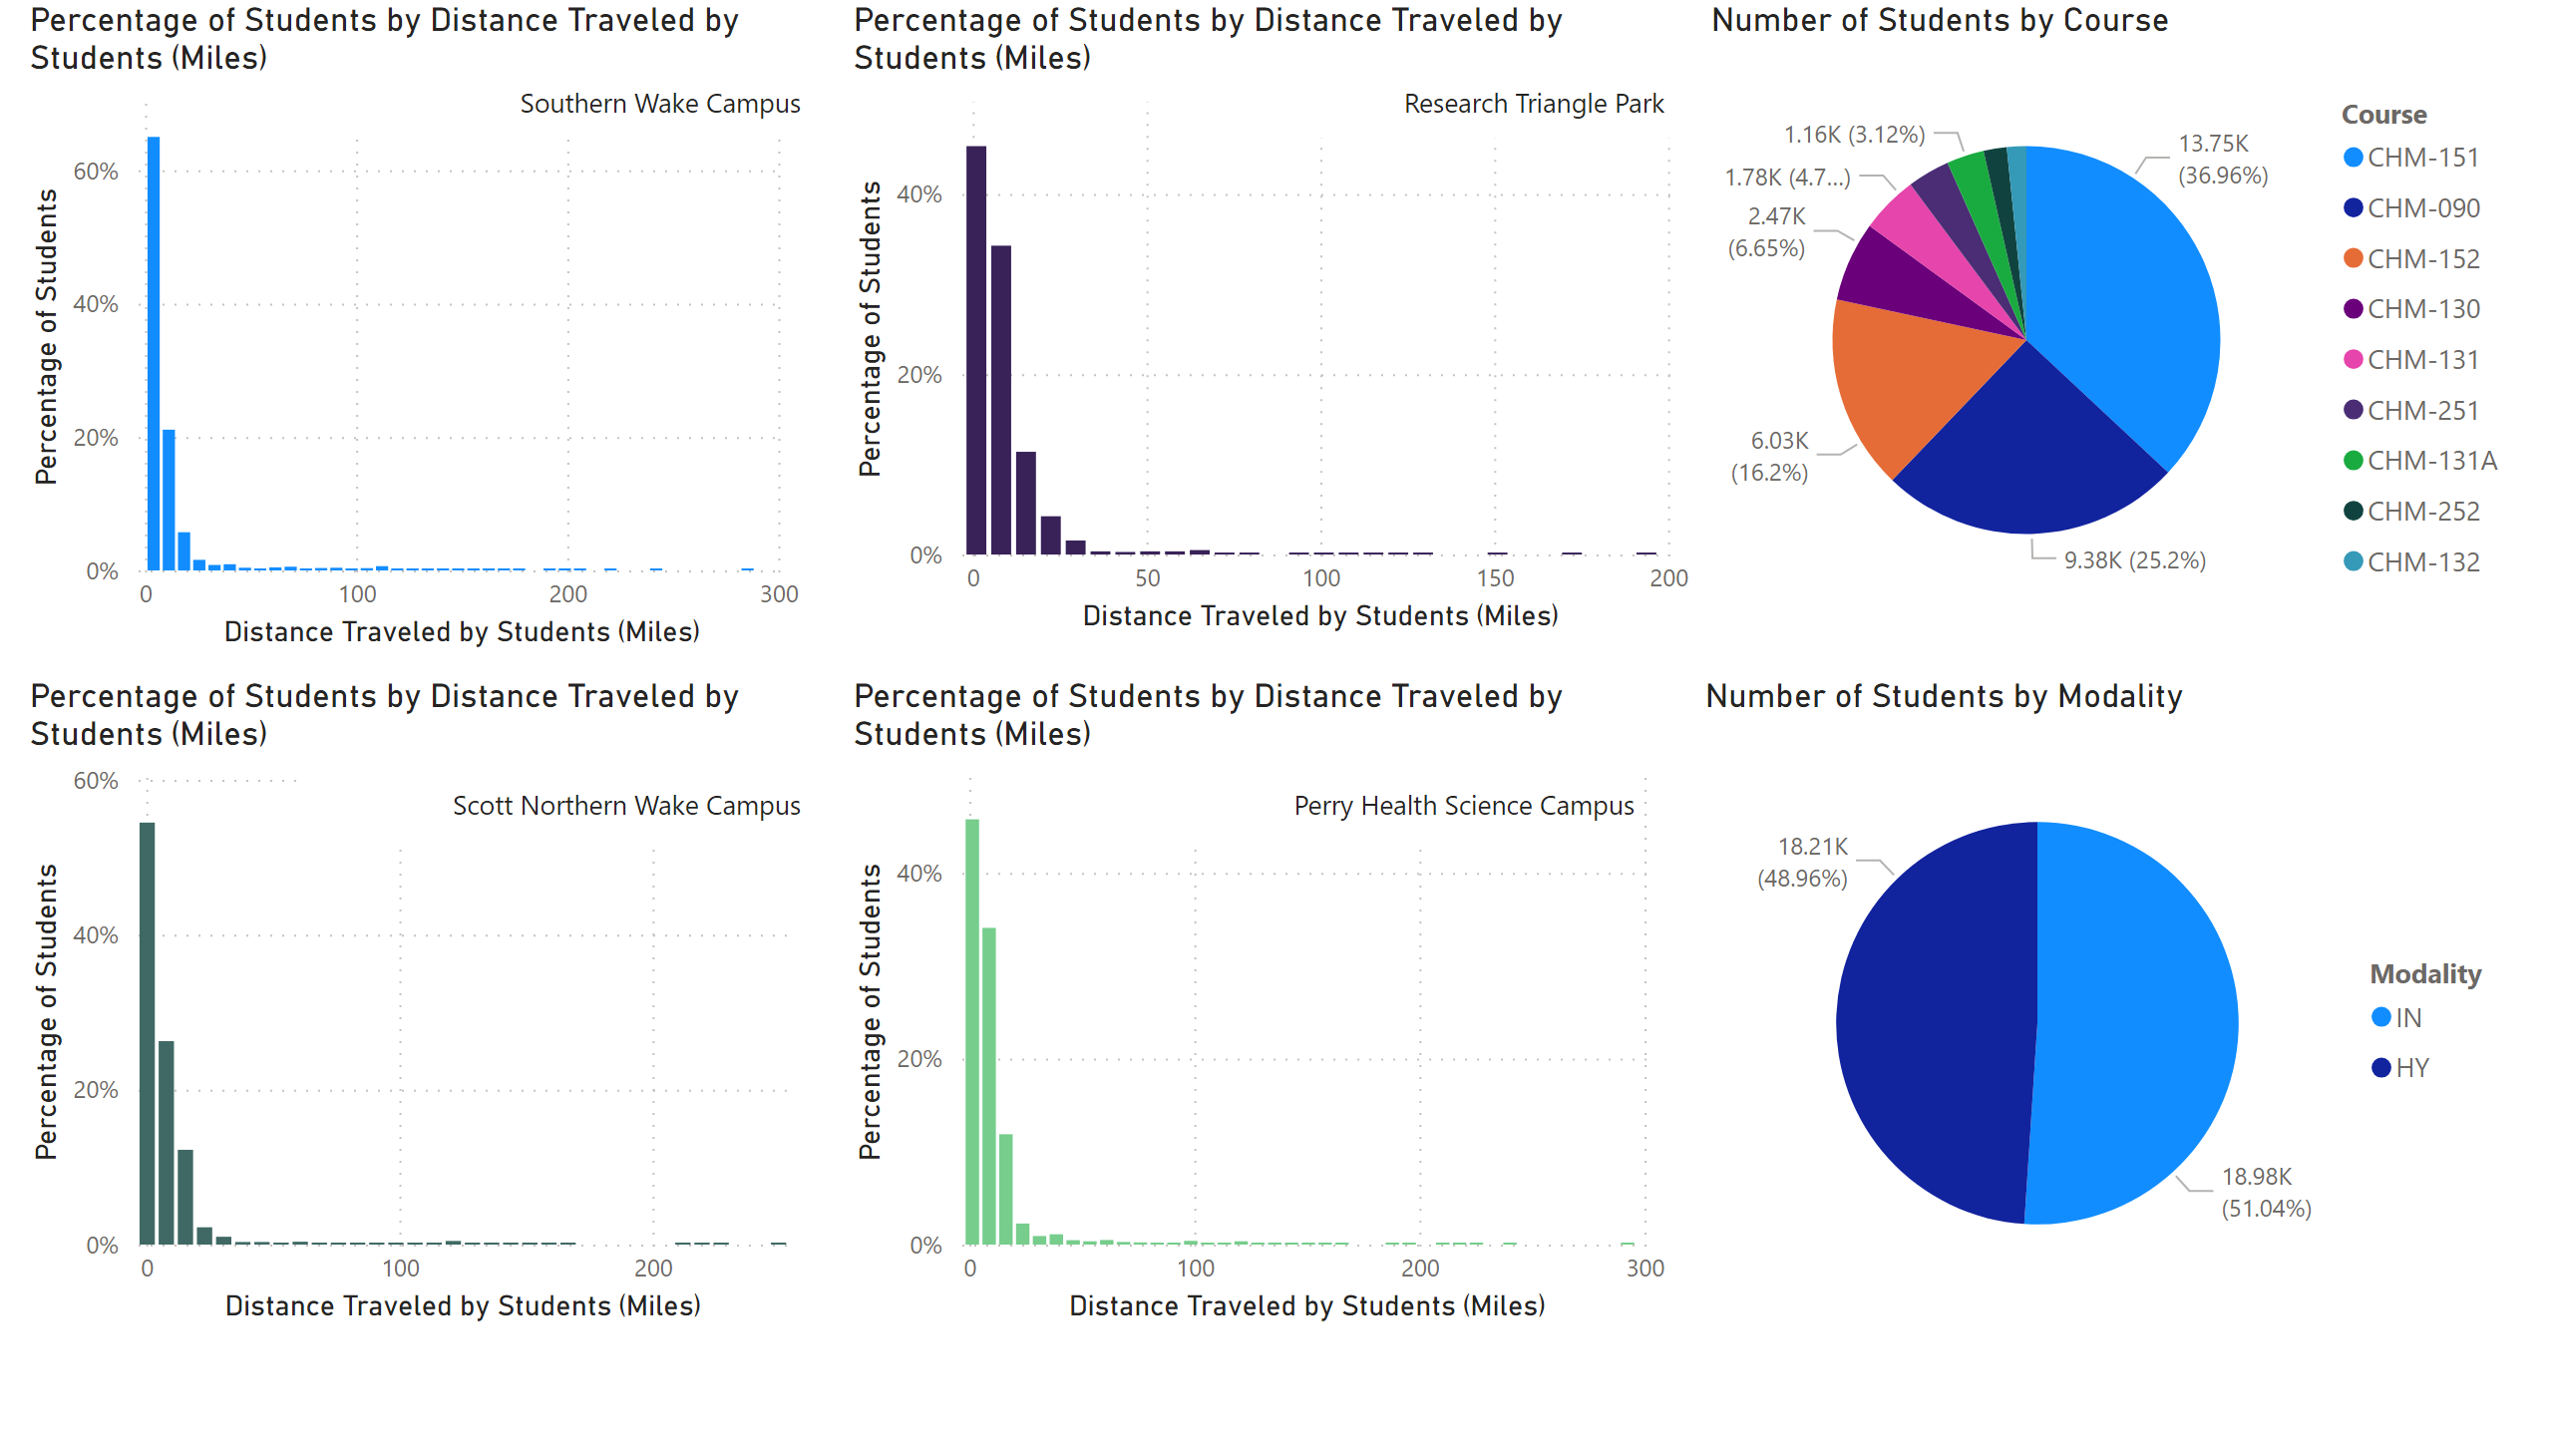 Percentage of Students by Distance Traveled by
Students (Miles)
Southern Wake Campus
Percentage of Students
60%
40%
20%
0%
0 100 200 300
Distance Traveled by Students (Miles)
Percentage of Students by Distance Traveled by
Students (Miles)
Research Triangle Park
Percentage of Students
40%
20%
0%
0 50 100 150 200
Distance Traveled by Students (Miles)
Number of Students by Course
1.16K (3.12%)
1.78K (4.7...)
2.47K
(6.65%)
6.03K
(16.2%)
13.75K
(36.96%)
9.38K (25.2%)
Course
CHM-151
CHM-090
CHM-152
CHM-130
CHM-131
CHM-251
CHM-131A
CHM-252
CHM-132
Percentage of Students by Distance Traveled by
Students (Miles)
Scott Northern Wake Campus
Percentage of Students
60%
40%
20%
0%
0 100 200
Distance Traveled by Students (Miles)
Percentage of Students by Distance Traveled by
Students (Miles)
Perry Health Science Campus
Percentage of Students
40%
20%
0%
0 100 200 300
Distance Traveled by Students (Miles)
Number of Students by Modality
18.21K
(48.96%)
18.98K
(51.04%)
Modality
IN
HY